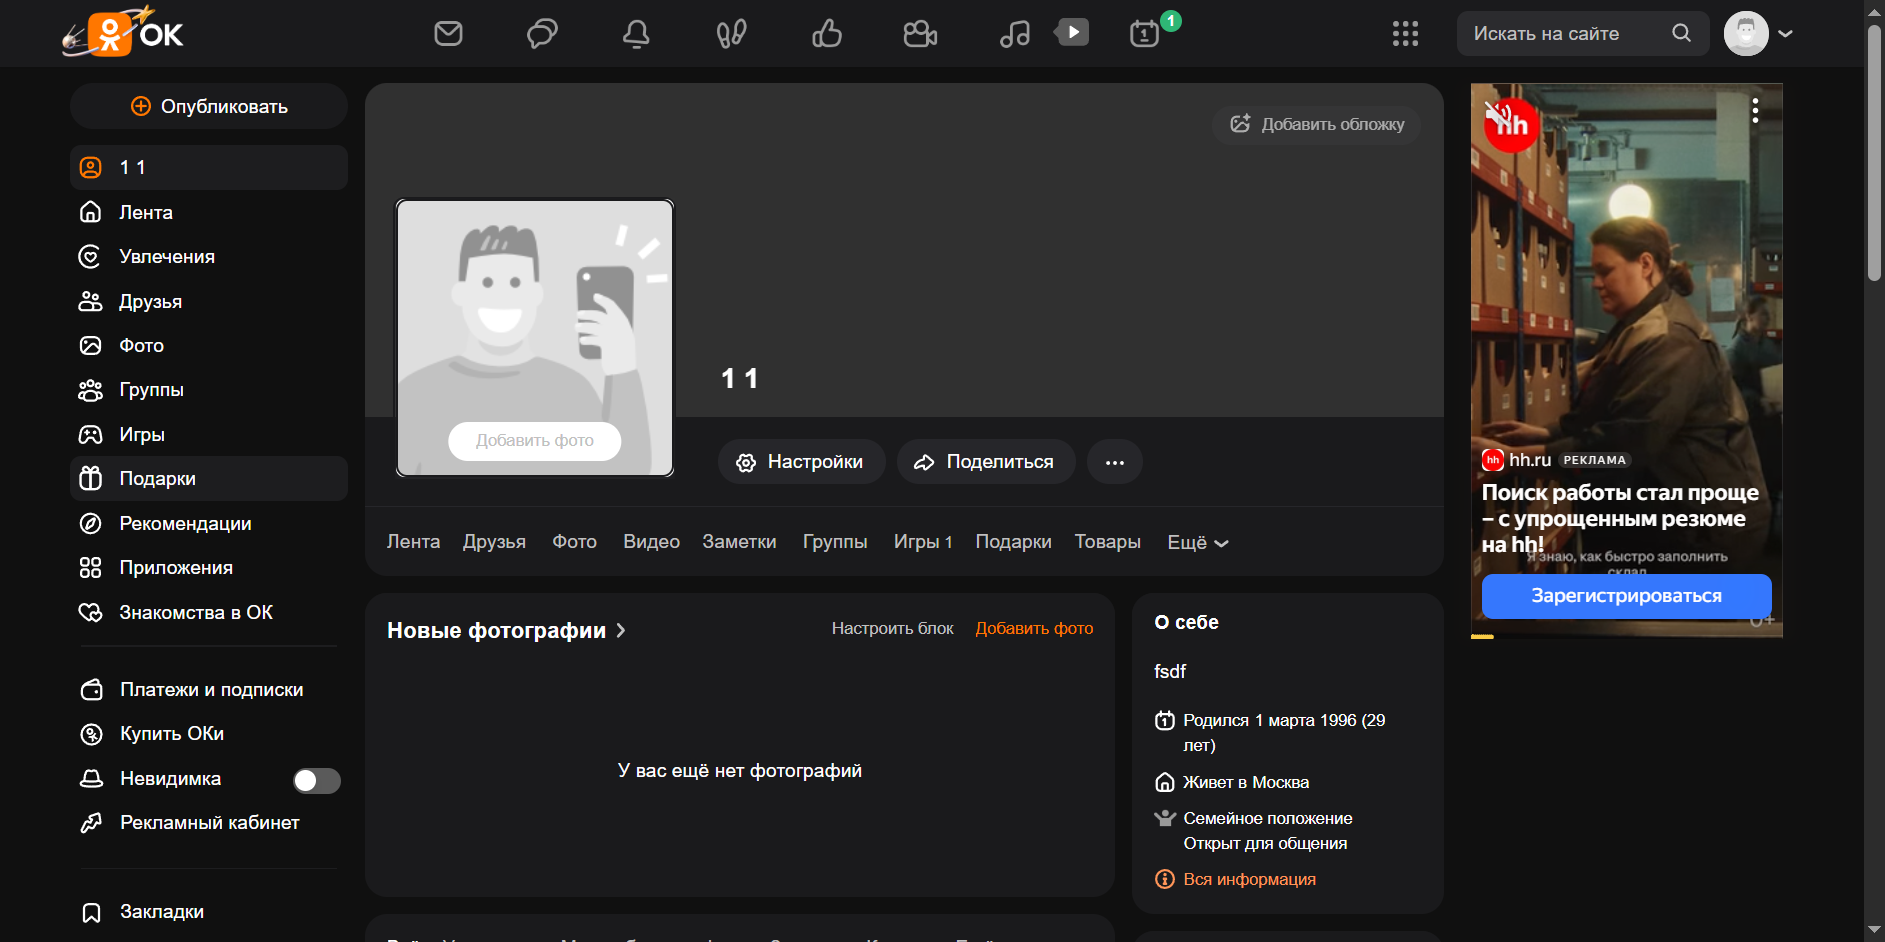 ОК
1
1
Искать на сайте
Опубликовать
1 1
Лента
Увлечения
Друзья
Фото
Группы
Игры
Подарки
Рекомендации
Приложения
Знакомства в ОК
Платежи и подписки
Купить ОКи
Невидимка
Рекламный кабинет
Закладки
Добавить обложку
Добавить фото
1 1
Настройки
Поделиться
Лента Друзья Фото Видео Заметки Группы Игры 1 Подарки Товары Ещё
Новые фотографии
Настроить блок Добавить фото
У вас ещё нет фотографий
О себе
fsdf
Родился 1 марта 1996 (29
лет)
Живет в Москва
Семейное положение
Открыт для общения
Вся информация
hh
hh hh.ru РЕКЛАМА
Поиск работы стал проще
– с упрощенным резюме
на hh!
Я знаю, как быстро заполнить
склад
Зарегистрироваться
0+